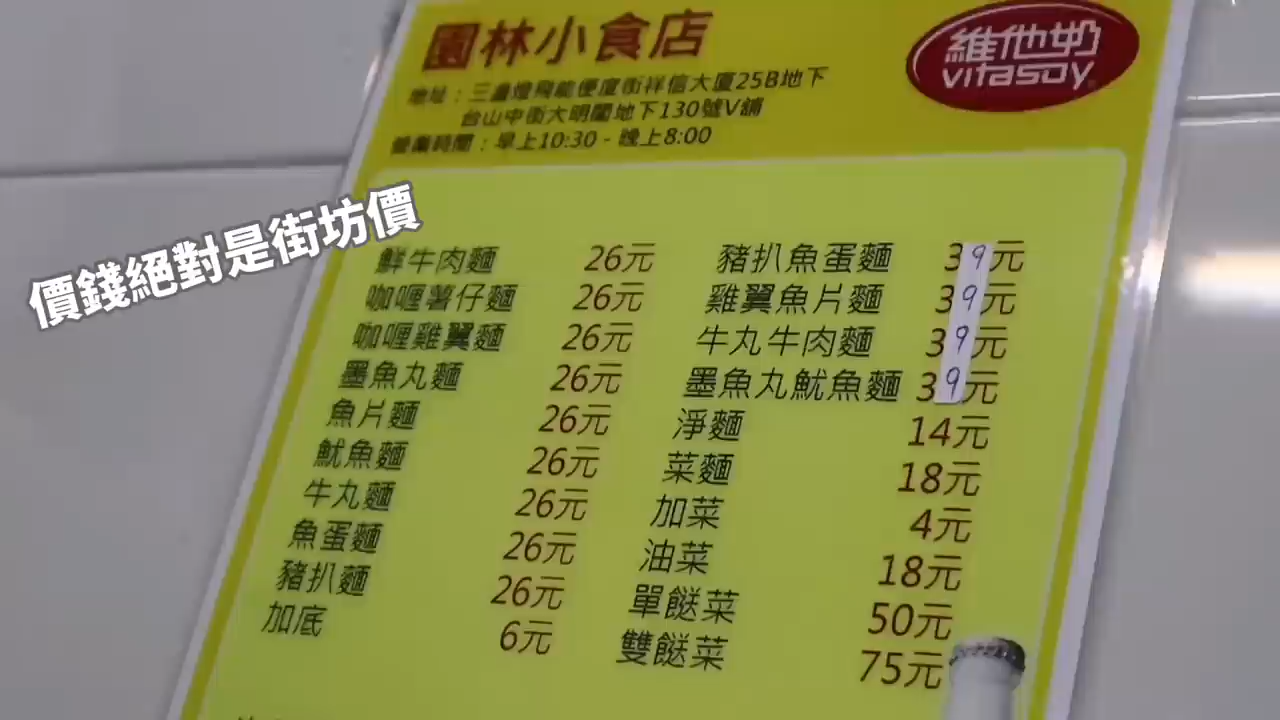 園林小食店
維他奶
vitasoy
地址：三盞燈飛能便度街祥信大廈25B地下
台山中街大明閣地下130號V舖
營業時間：早上10:30 - 晚上8:00
價錢絕對是街坊價
鮮牛肉麵 26元
咖喱薯仔麵 26元
咖喱雞翼麵 26元
墨魚丸麵 26元
魚片麵 26元
魷魚麵 26元
牛丸麵 26元
魚蛋麵 26元
豬扒麵 26元
加底 6元
豬扒魚蛋麵 39元
雞翼魚片麵 39元
牛丸牛肉麵 39元
墨魚丸魷魚麵 39元
淨麵 14元
菜麵 18元
加菜 4元
油菜 18元
單餸菜 50元
雙餸菜 75元